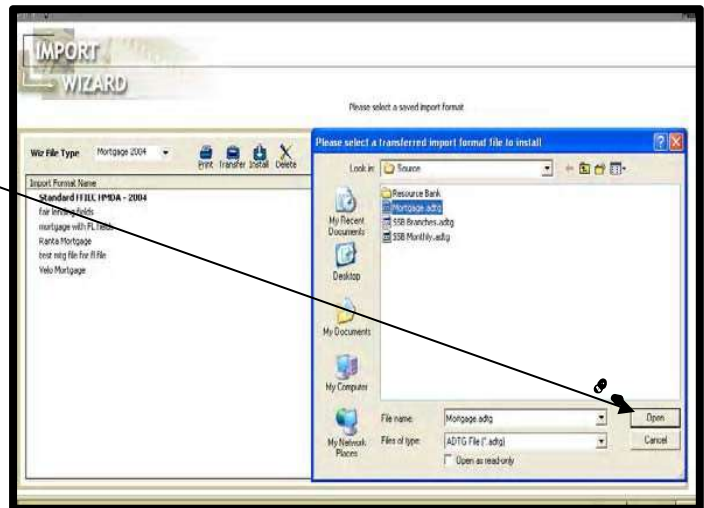 IMPORT
WIZARD
Please select a saved import format
Wiz File Type Mortgage 2004
Print Transfer Install Delete
Import Format Name
Standard FFIEC HMDA - 2004
fair lending fields
mortgage with FL fields
Ranta Mortgage
test mtg file for fl file
Velo Mortgage
Please select a transferred import format file to install
Look in: Source
Resource Bank
Mortgage.adtg
SSB Branches.adtg
SSB Monthly.adtg
My Recent Documents
Desktop
My Documents
My Computer
My Network Places
File name: Mortgage.adtg Open
Files of type: ADTG File (*.adtg) Cancel
Open as read-only